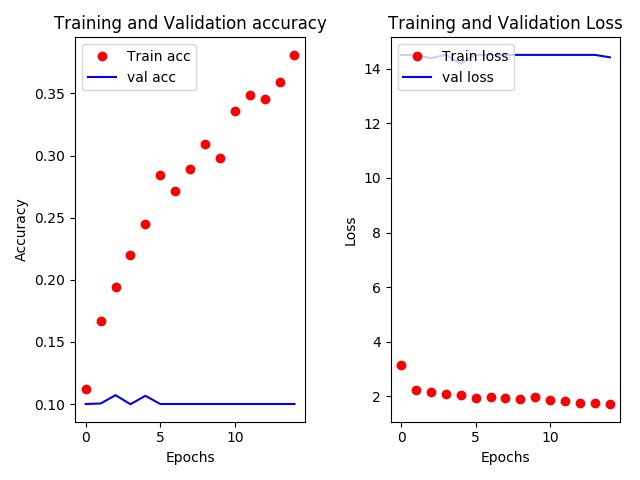 Training and Validation accuracy
Train acc
val acc
0.35
0.30
0.25
0.20
0.15
0.10
0
5
10
Accuracy
Epochs
Training and Validation Loss
Train loss
val loss
14
12
10
8
6
4
2
0
5
10
Loss
Epochs